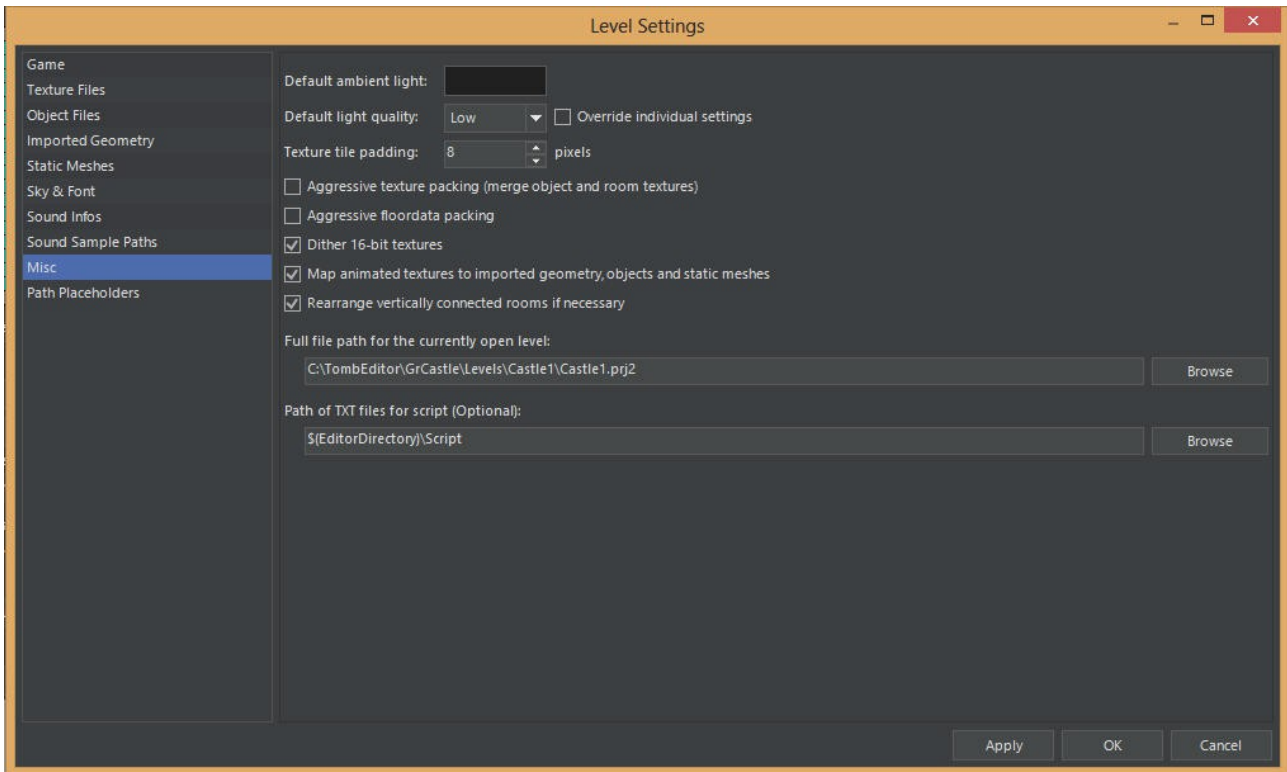 Level Settings
Game
Texture Files
Object Files
Imported Geometry
Static Meshes
Sky & Font
Sound Infos
Sound Sample Paths
Misc
Path Placeholders
Default ambient light:
Default light quality: Low Override individual settings
Texture tile padding: 8 pixels
Aggressive texture packing (merge object and room textures)
Aggressive floordata packing
Dither 16-bit textures
Map animated textures to imported geometry, objects and static meshes
Rearrange vertically connected rooms if necessary
Full file path for the currently open level:
C:\TombEditor\GrCastle\Levels\Castle1\Castle1.prj2 Browse
Path of TXT files for script (Optional):
$(EditorDirectory)\Script Browse
Apply OK Cancel